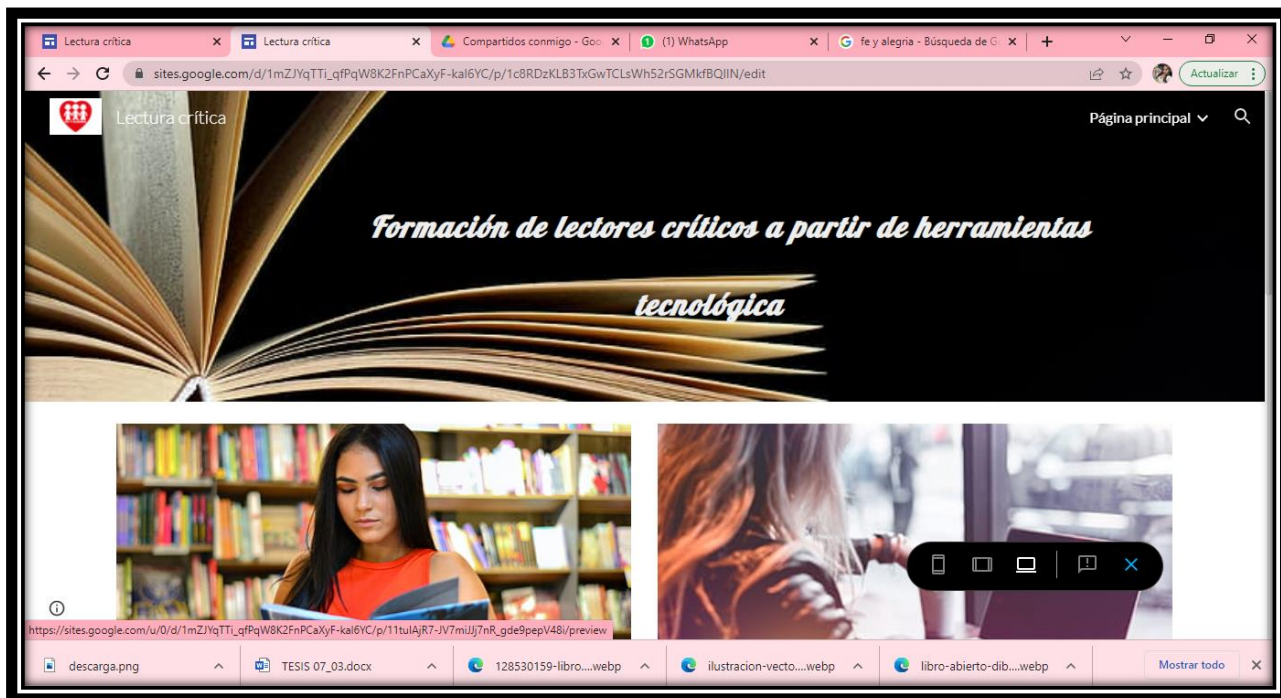 Lectura crítica
Lectura crítica
Compartidos conmigo - Goo
(1) WhatsApp
fe y alegria - Búsqueda de G
sites.google.com/d/1mZJYqTTi_qfPqW8K2FnPCaXyF-kal6YC/p/1c8RDzKLB3TxGwTCLsWh52rSGMkfBQIIN/edit
Actualizar
Lectura crítica
Página principal
Formación de lectores críticos a partir de herramientas
tecnológica
https://sites.google.com/u/0/d/1mZJYqTTi_qfPqW8K2FnPCaXyF-kal6YC/p/11tulAjR7-JV7miJJj7nR_gde9pepV48i/preview
descarga.png
TESIS 07_03.docx
128530159-libro....webp
ilustracion-vecto....webp
libro-abierto-dib....webp
Mostrar todo